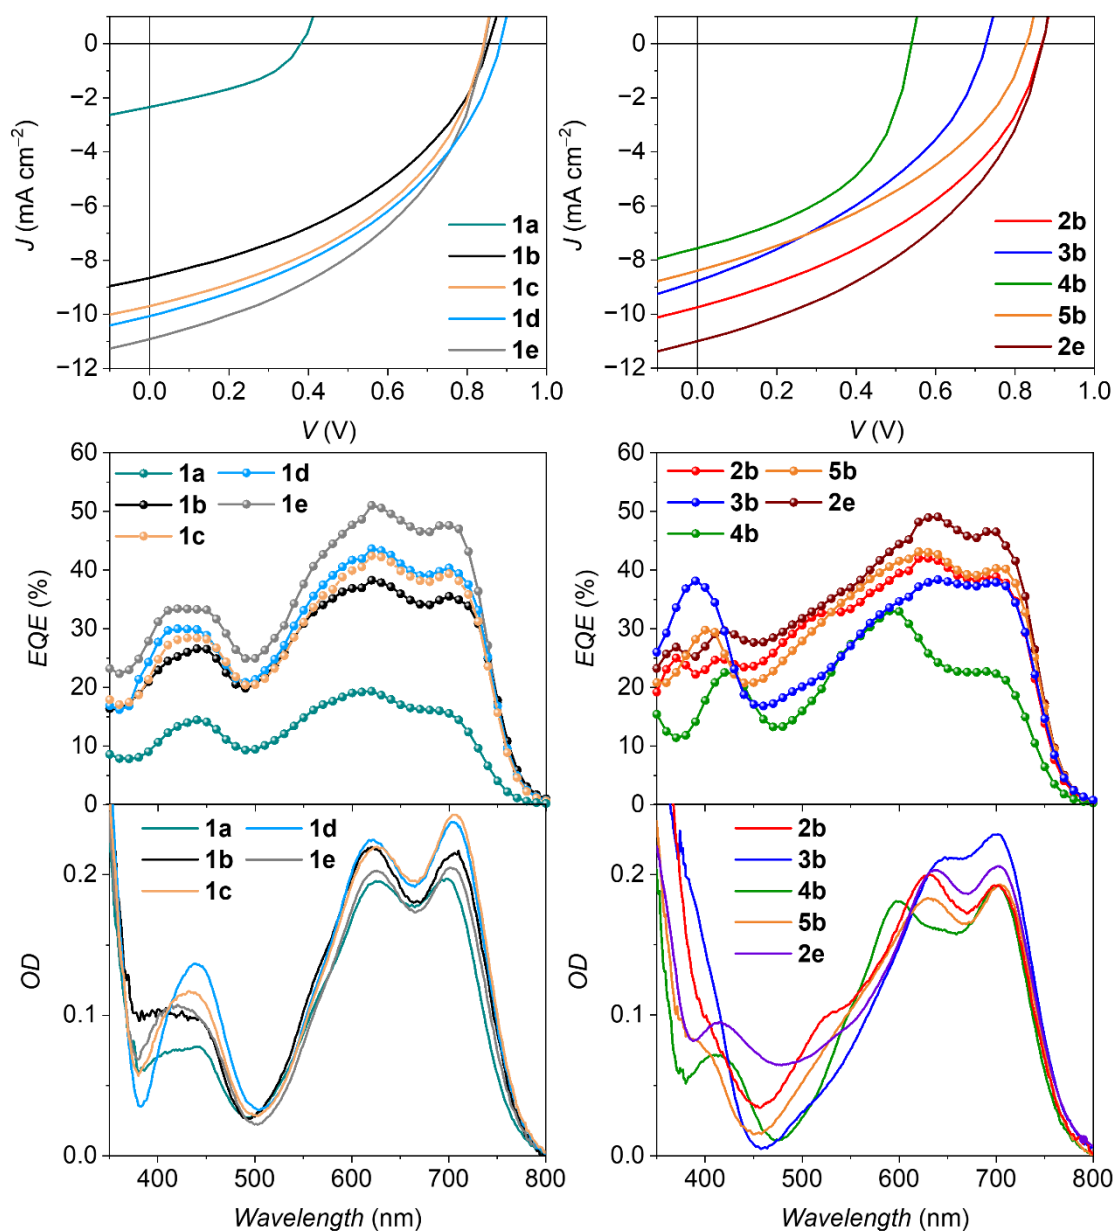 0
−2
−4
−6
−8
−10
−12
J (mA cm−2)
1a
1b
1c
1d
1e
0.0 0.2 0.4 0.6 0.8 1.0
V (V)
0
−2
−4
−6
−8
−10
−12
J (mA cm−2)
2b
3b
4b
5b
2e
0.0 0.2 0.4 0.6 0.8 1.0
V (V)
60
50
40
30
20
10
0
EQE (%)
1a 1d
1b 1e
1c
60
50
40
30
20
10
0
EQE (%)
2b 5b
3b 2e
4b
0.2
0.1
0.0
OD
1a 1d
1b 1e
1c
400 500 600 700 800
Wavelength (nm)
0.2
0.1
0.0
OD
2b
3b
4b
5b
2e
400 500 600 700 800
Wavelength (nm)